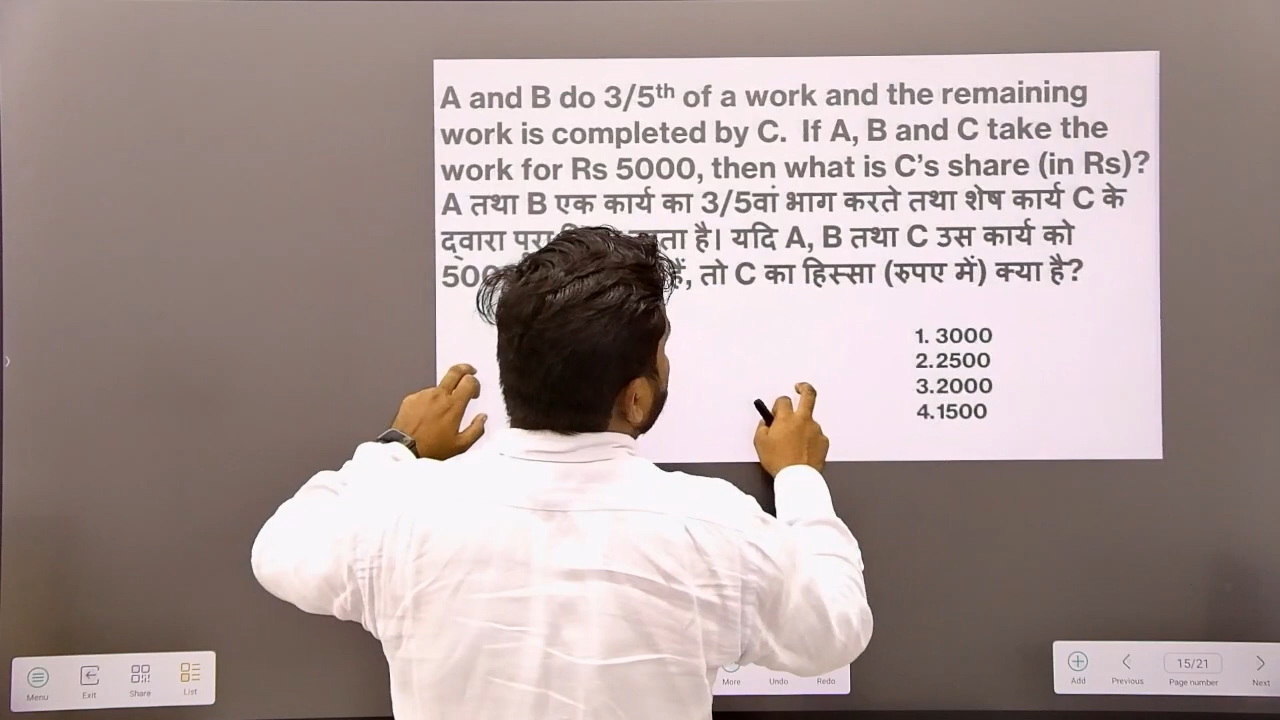 A and B do 3/5th of a work and the remaining
work is completed by C. If A, B and C take the
work for Rs 5000, then what is C's share (in Rs)?
A तथा B एक कार्य का 3/5वां भाग करते तथा शेष कार्य C के
द्वारा है। यदि A, B तथा C उस कार्य को
हैं, तो C का हिस्सा (रुपए में) क्या है?
1. 3000
2.2500
3.2000
4.1500
Menu
Exit
Share
List
More
Undo
Redo
Add
Previous
15/21
Page number
Next